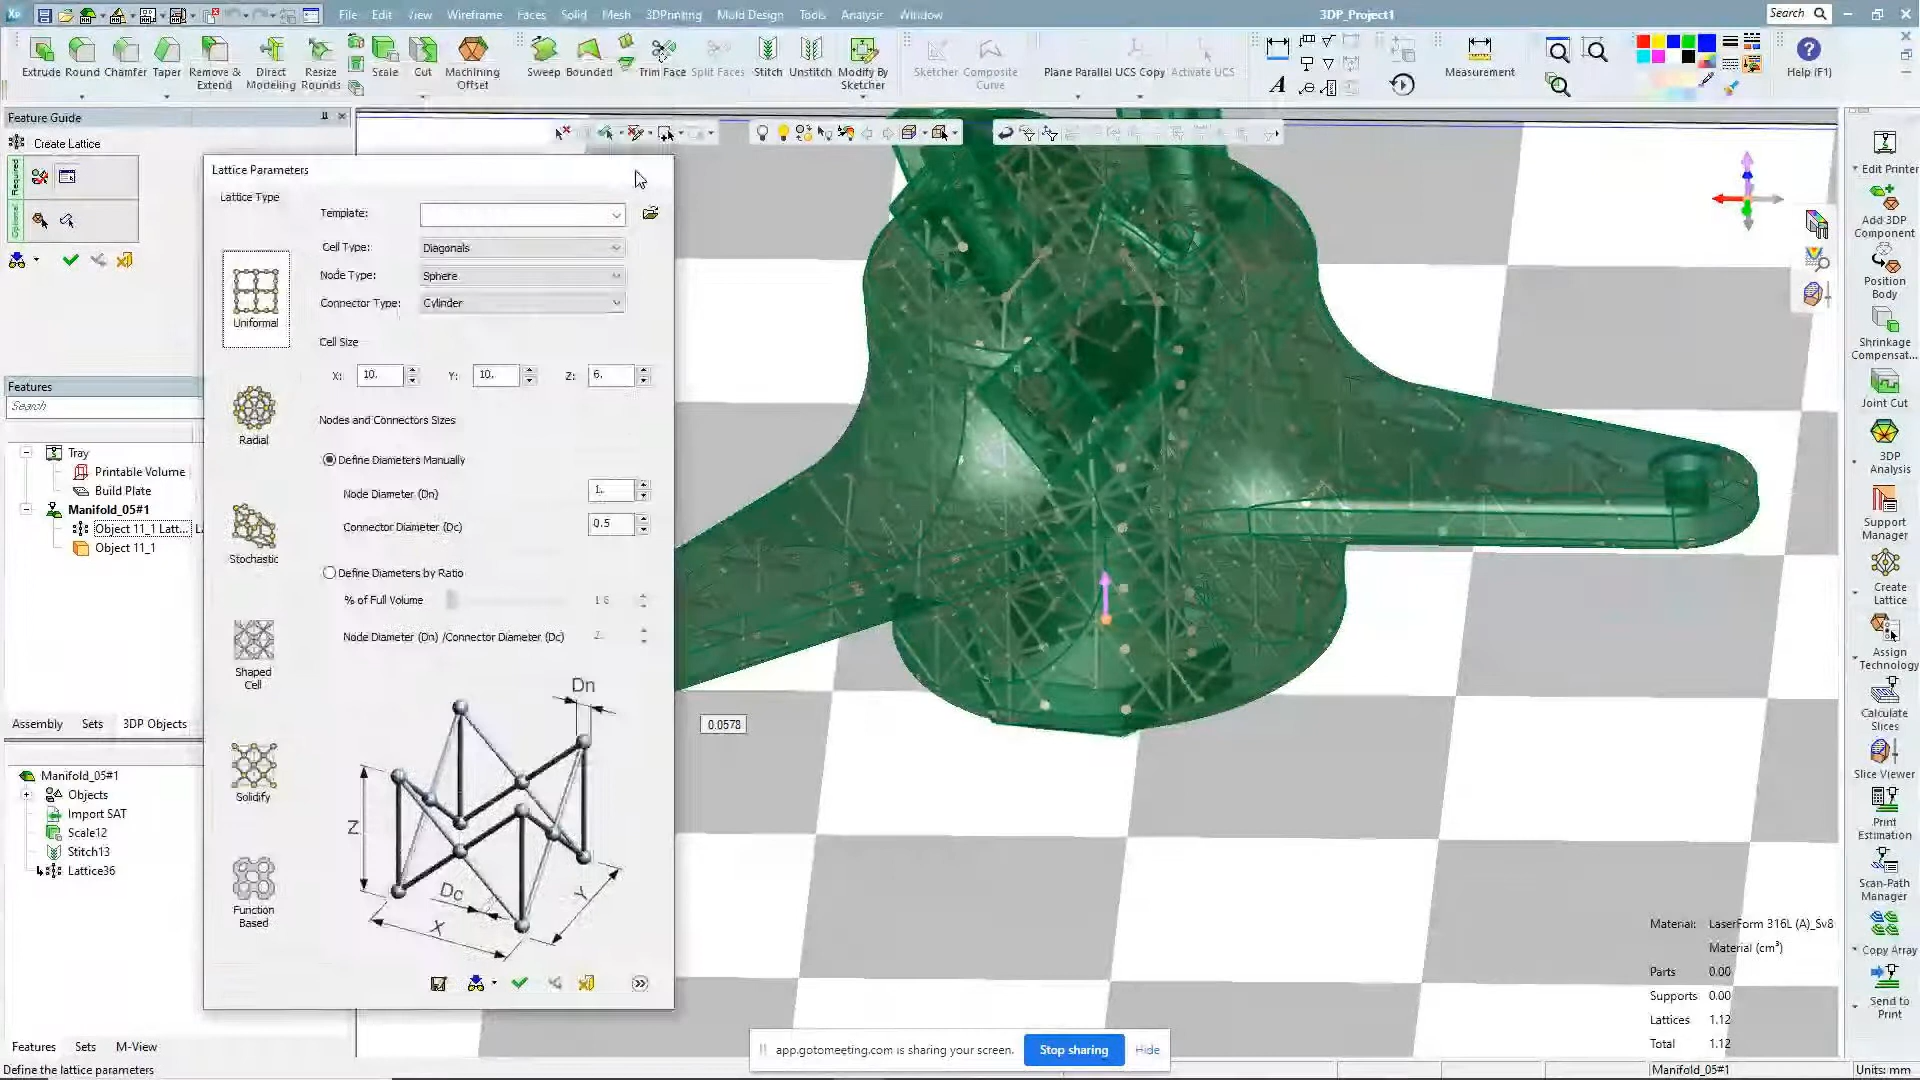 Xp
File Edit View Wireframe Faces Solid Mesh 3DPrinting Mold Design Tools Analysis Window
3DP_Project1
Search
Extrude Round Chamfer Taper Remove & Extend Direct Modeling Resize Rounds Scale Cut Machining Offset
Sweep Bounded Trim Face Split Faces Stitch Unstitch Modify By Sketcher
Sketcher Composite Curve Plane Parallel UCS Copy Activate UCS
A
Measurement
Help (F1)
Feature Guide
Create Lattice
Required
Optional
Features
Search
Tray
Printable Volume
Build Plate
Manifold_05#1
Object 11_1 Latt... L
Object 11_1
Assembly Sets 3DP Objects
Manifold_05#1
Objects
Import SAT
Scale12
Stitch13
Lattice36
Features Sets M-View
Define the lattice parameters
Lattice Parameters
Lattice Type
Uniformal
Radial
Stochastic
Shaped
Cell
Solidify
Function
Based
Template:
Cell Type: Diagonals
Node Type: Sphere
Connector Type: Cylinder
Cell Size
X: 10. Y: 10. Z: 6.
Nodes and Connectors Sizes
Define Diameters Manually
Node Diameter (Dn) 1.
Connector Diameter (Dc) 0.5
Define Diameters by Ratio
% of Full Volume 1.6
Node Diameter (Dn) /Connector Diameter (Dc) 2.
Dn
Z
Dc
X
Y
0.0578
Edit Printer
Add 3DP
Component
Position
Body
Shrinkage
Compensat...
Joint Cut
3DP
Analysis
Support
Manager
Create
Lattice
Assign
Technology
Calculate
Slices
Slice Viewer
Print
Estimation
Scan-Path
Manager
Copy Array
Send to
Print
Material: LaserForm 316L (A)_Sv8
Material (cm³)
Parts 0.00
Supports 0.00
Lattices 1.12
Total 1.12
app.gotomeeting.com is sharing your screen. Stop sharing Hide
Manifold_05#1
Units: mm